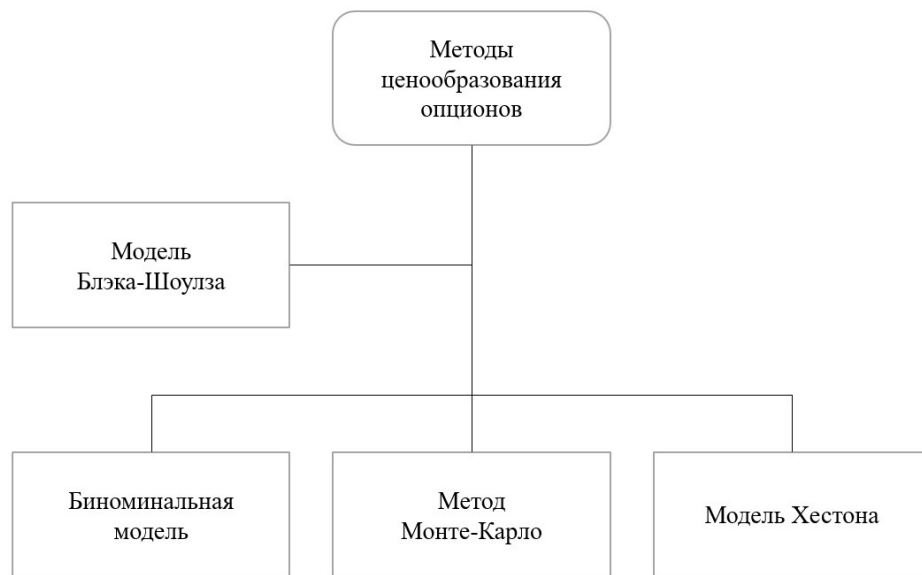 Методы
ценообразования
опционов
Модель
Блэка-Шоулза
Биноминальная
модель
Метод
Монте-Карло
Модель Хестона